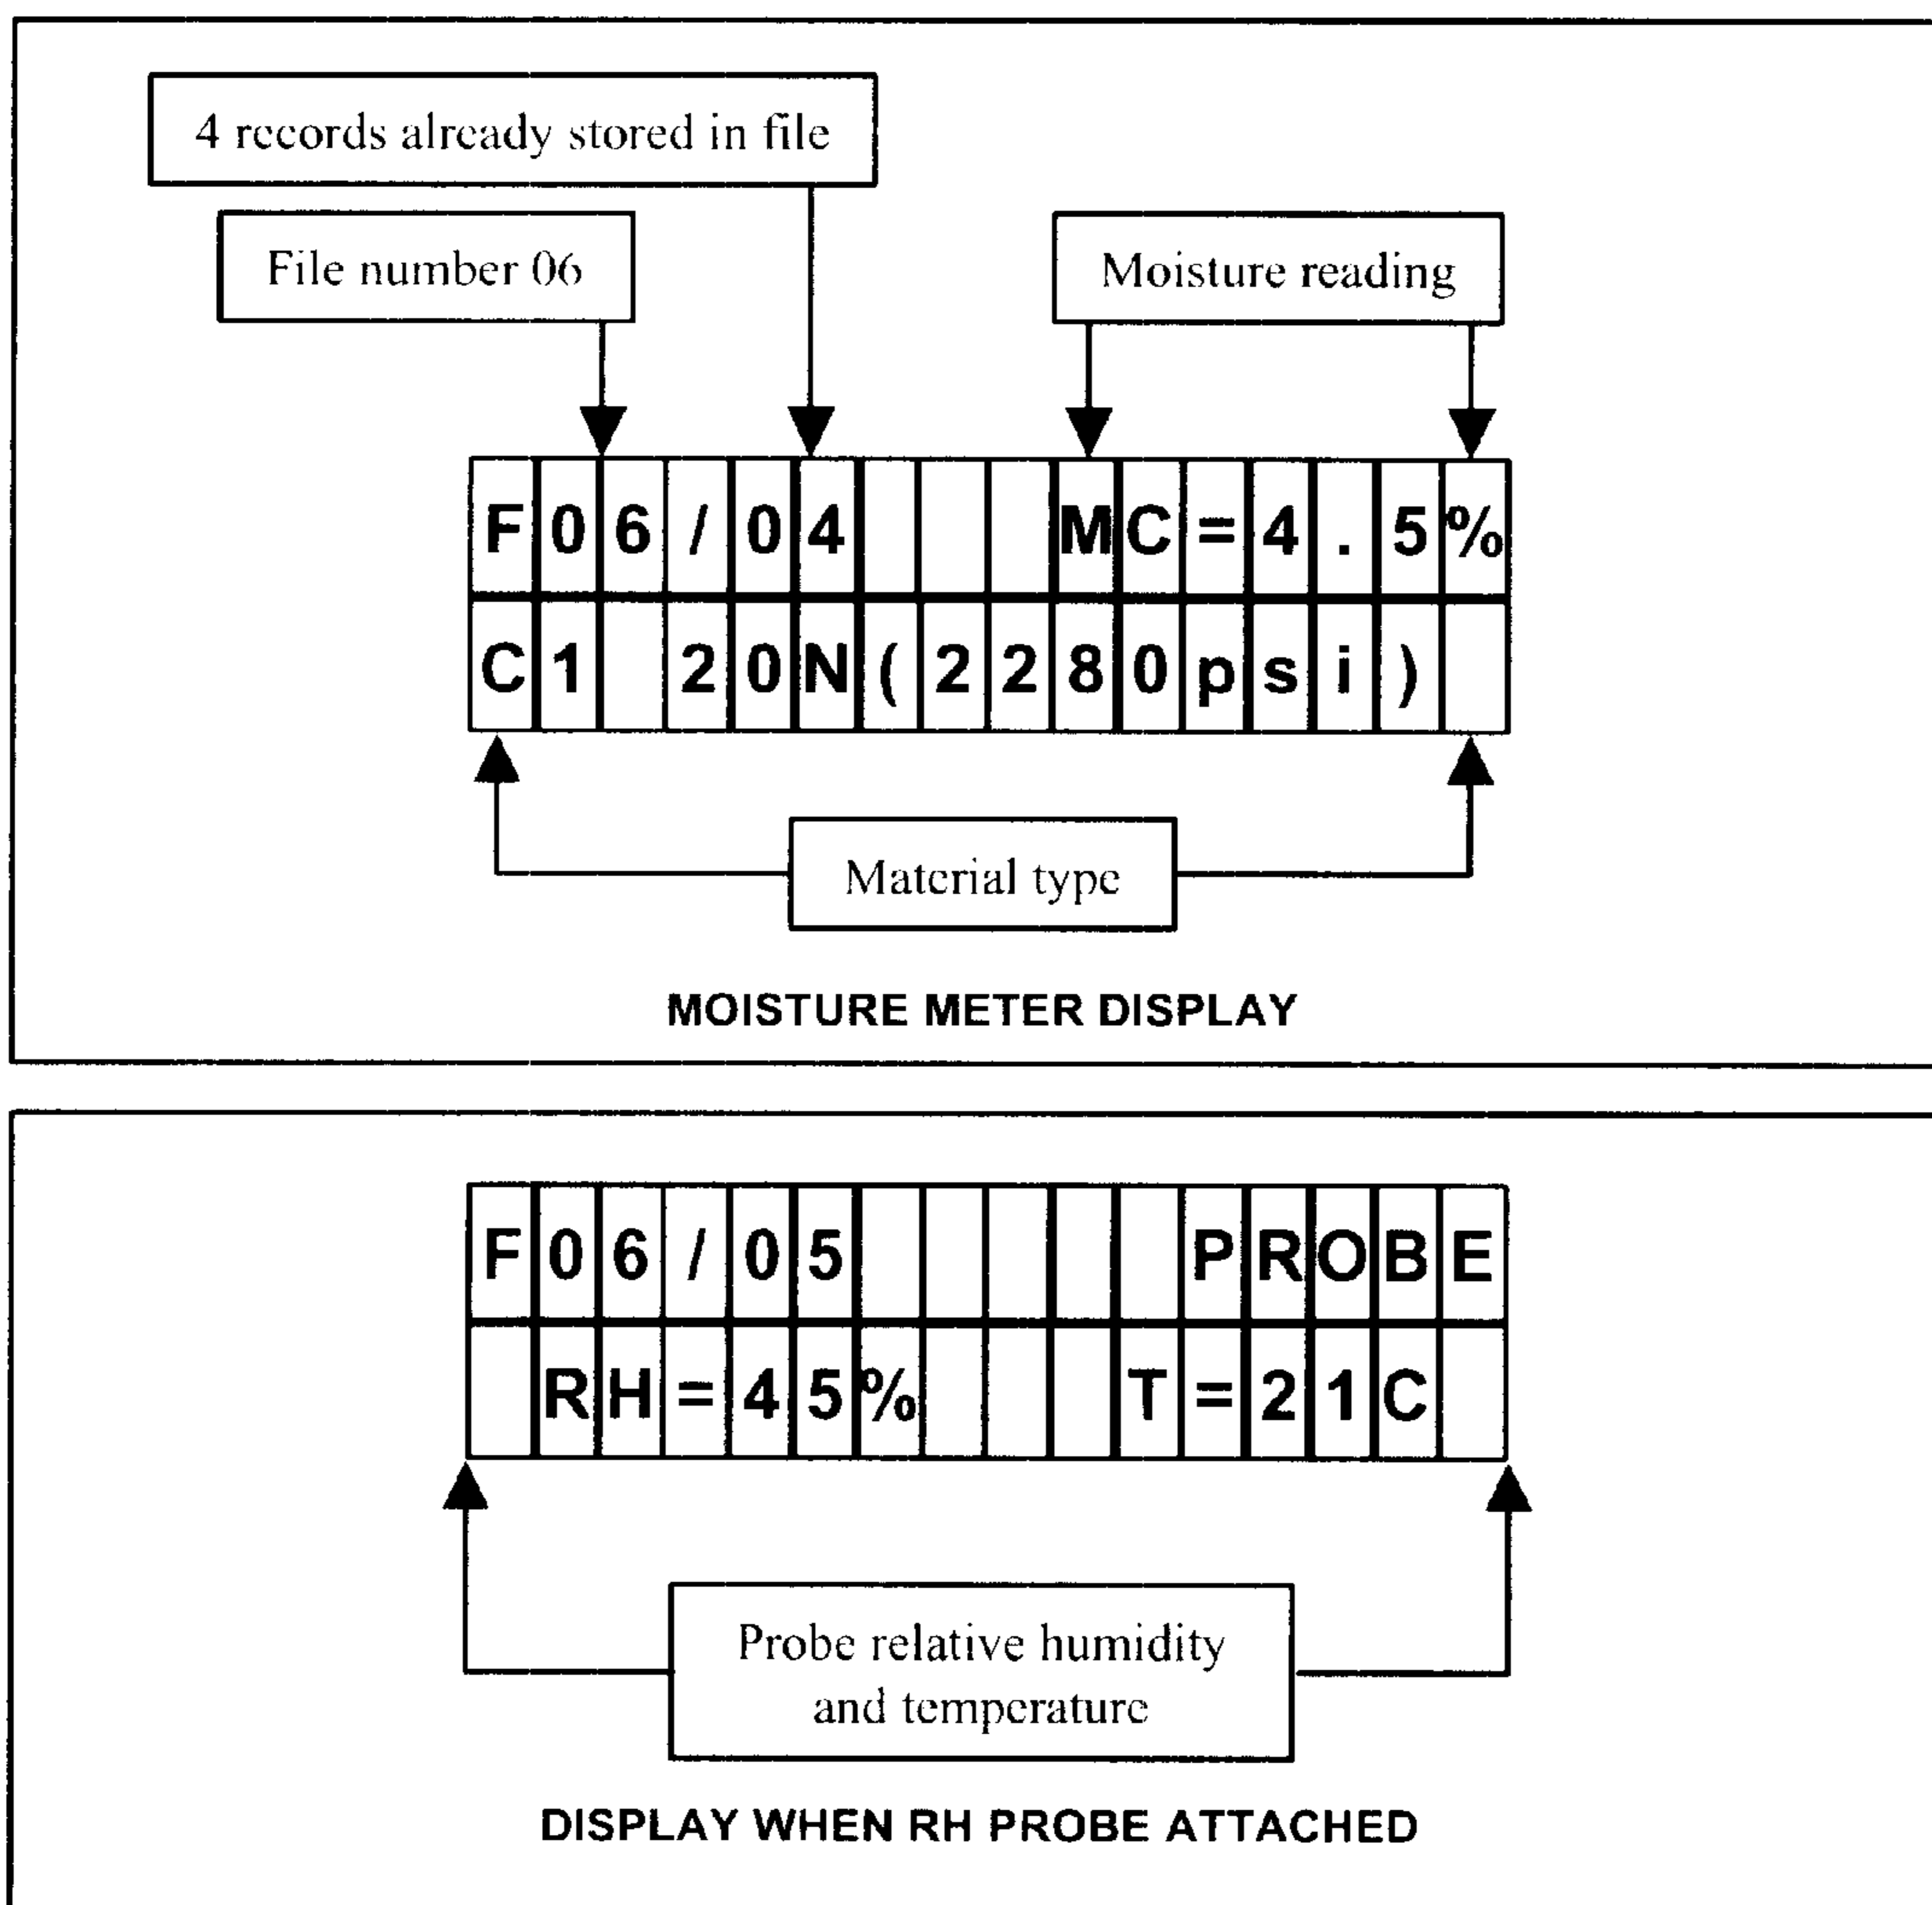 4 records already stored in file
File number 06
Moisture reading
F06/04   MC=4.5%
C1 20N(2280psi)
Material type
MOISTURE METER DISPLAY
F06/05     PROBE
RH=45%   T=21C
Probe relative humidity
and temperature
DISPLAY WHEN RH PROBE ATTACHED